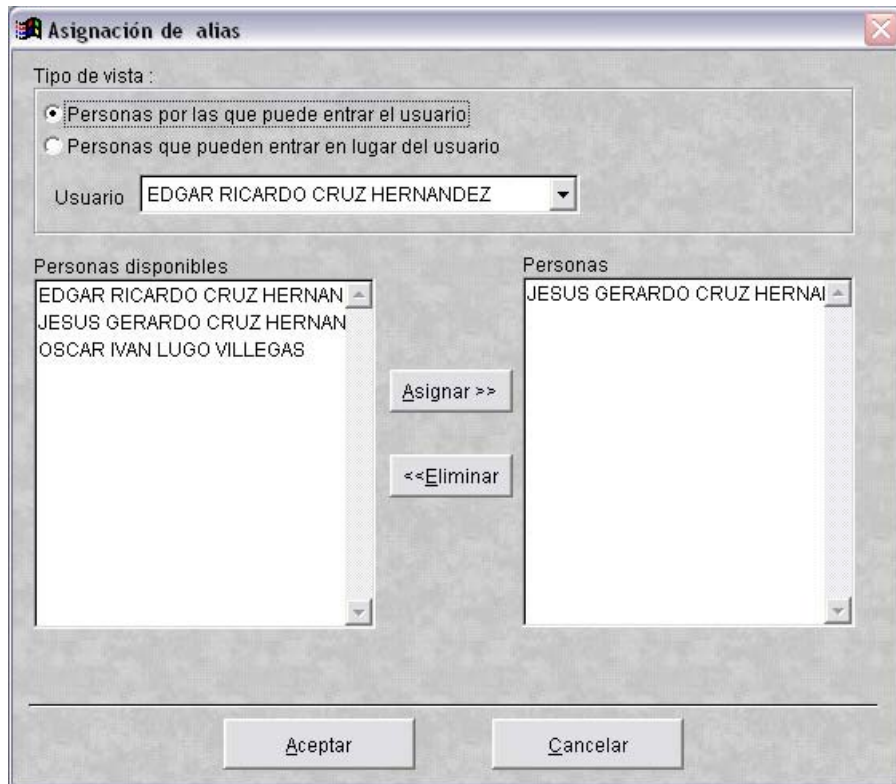 Asignación de alias
Tipo de vista :
Personas por las que puede entrar el usuario
Personas que pueden entrar en lugar del usuario
Usuario EDGAR RICARDO CRUZ HERNANDEZ
Personas disponibles
EDGAR RICARDO CRUZ HERNAN
JESUS GERARDO CRUZ HERNAN
OSCAR IVAN LUGO VILLEGAS
Asignar >>
<<Eliminar
Personas
JESUS GERARDO CRUZ HERNAI
Aceptar
Cancelar